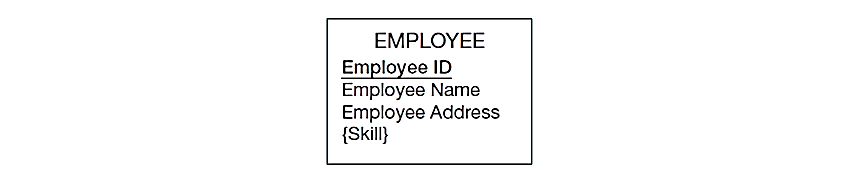 EMPLOYEE
Employee ID
Employee Name
Employee Address
{Skill}